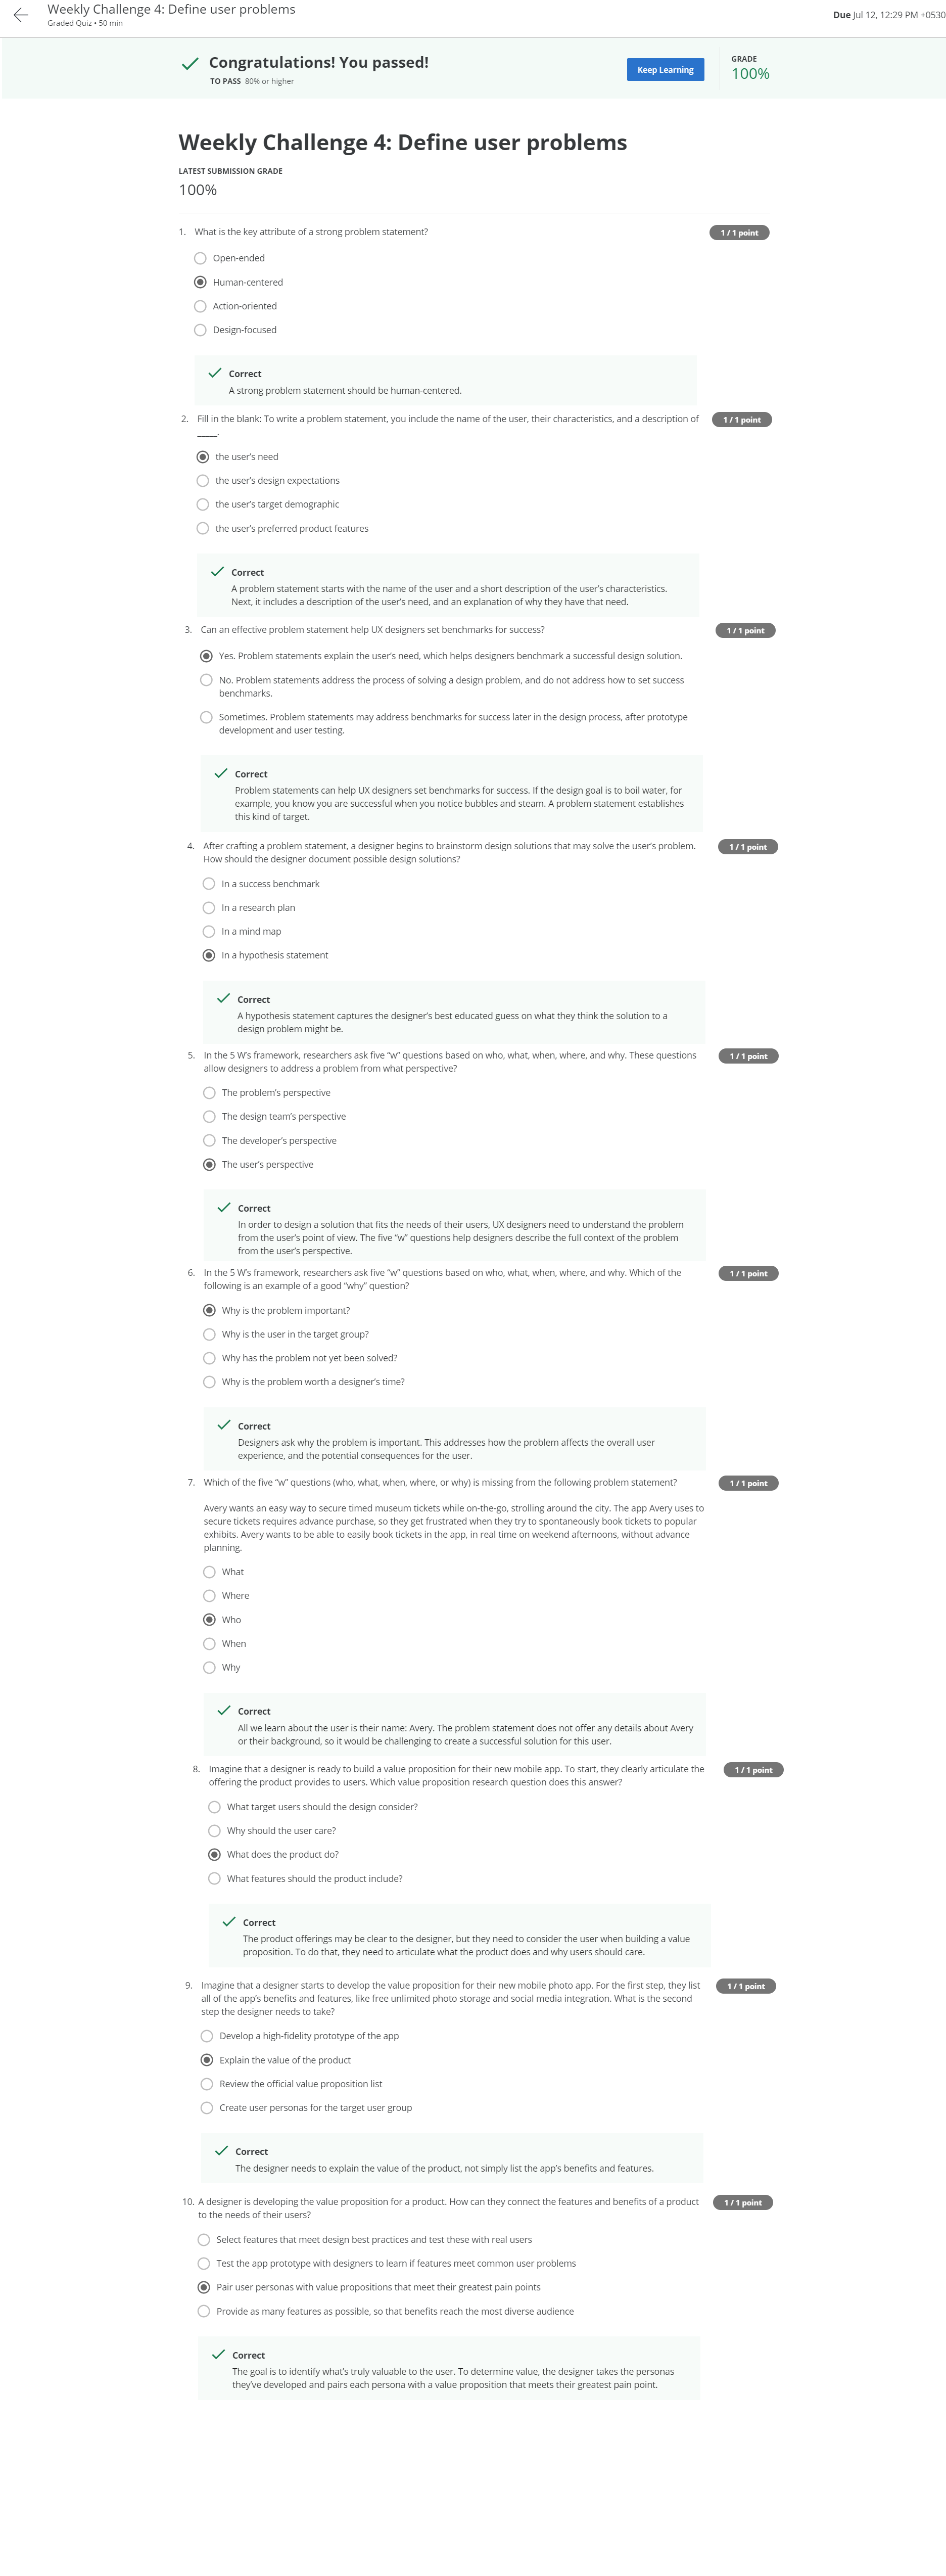 Weekly Challenge 4: Define user problems
Graded Quiz • 50 min
Due Jul 12, 12:29 PM +0530
Congratulations! You passed!
TO PASS 80% or higher
Keep Learning
GRADE
100%
Weekly Challenge 4: Define user problems
LATEST SUBMISSION GRADE
100%
1. What is the key attribute of a strong problem statement?
1 / 1 point
Open-ended
Human-centered
Action-oriented
Design-focused
Correct
A strong problem statement should be human-centered.
2. Fill in the blank: To write a problem statement, you include the name of the user, their characteristics, and a description of
_____.
1 / 1 point
the user's need
the user's design expectations
the user's target demographic
the user's preferred product features
Correct
A problem statement starts with the name of the user and a short description of the user's characteristics.
Next, it includes a description of the user's need, and an explanation of why they have that need.
3. Can an effective problem statement help UX designers set benchmarks for success?
1 / 1 point
Yes. Problem statements explain the user's need, which helps designers benchmark a successful design solution.
No. Problem statements address the process of solving a design problem, and do not address how to set success
benchmarks.
Sometimes. Problem statements may address benchmarks for success later in the design process, after prototype
development and user testing.
Correct
Problem statements can help UX designers set benchmarks for success. If the design goal is to boil water, for
example, you know you are successful when you notice bubbles and steam. A problem statement establishes
this kind of target.
4. After crafting a problem statement, a designer begins to brainstorm design solutions that may solve the user's problem.
How should the designer document possible design solutions?
1 / 1 point
In a success benchmark
In a research plan
In a mind map
In a hypothesis statement
Correct
A hypothesis statement captures the designer's best educated guess on what they think the solution to a
design problem might be.
5. In the 5 W's framework, researchers ask five "w" questions based on who, what, when, where, and why. These questions
allow designers to address a problem from what perspective?
1 / 1 point
The problem's perspective
The design team's perspective
The developer's perspective
The user's perspective
Correct
In order to design a solution that fits the needs of their users, UX designers need to understand the problem
from the user's point of view. The five "w" questions help designers describe the full context of the problem
from the user's perspective.
6. In the 5 W's framework, researchers ask five "w" questions based on who, what, when, where, and why. Which of the
following is an example of a good "why" question?
1 / 1 point
Why is the problem important?
Why is the user in the target group?
Why has the problem not yet been solved?
Why is the problem worth a designer's time?
Correct
Designers ask why the problem is important. This addresses how the problem affects the overall user
experience, and the potential consequences for the user.
7. Which of the five "w" questions (who, what, when, where, or why) is missing from the following problem statement?
1 / 1 point
Avery wants an easy way to secure timed museum tickets while on-the-go, strolling around the city. The app Avery uses to
secure tickets requires advance purchase, so they get frustrated when they try to spontaneously book tickets to popular
exhibits. Avery wants to be able to easily book tickets in the app, in real time on weekend afternoons, without advance
planning.
What
Where
Who
When
Why
Correct
All we learn about the user is their name: Avery. The problem statement does not offer any details about Avery
or their background, so it would be challenging to create a successful solution for this user.
8. Imagine that a designer is ready to build a value proposition for their new mobile app. To start, they clearly articulate the
offering the product provides to users. Which value proposition research question does this answer?
1 / 1 point
What target users should the design consider?
Why should the user care?
What does the product do?
What features should the product include?
Correct
The product offerings may be clear to the designer, but they need to consider the user when building a value
proposition. To do that, they need to articulate what the product does and why users should care.
9. Imagine that a designer starts to develop the value proposition for their new mobile photo app. For the first step, they list
all of the app's benefits and features, like free unlimited photo storage and social media integration. What is the second
step the designer needs to take?
1 / 1 point
Develop a high-fidelity prototype of the app
Explain the value of the product
Review the official value proposition list
Create user personas for the target user group
Correct
The designer needs to explain the value of the product, not simply list the app's benefits and features.
10. A designer is developing the value proposition for a product. How can they connect the features and benefits of a product
to the needs of their users?
1 / 1 point
Select features that meet design best practices and test these with real users
Test the app prototype with designers to learn if features meet common user problems
Pair user personas with value propositions that meet their greatest pain points
Provide as many features as possible, so that benefits reach the most diverse audience
Correct
The goal is to identify what's truly valuable to the user. To determine value, the designer takes the personas
they've developed and pairs each persona with a value proposition that meets their greatest pain point.